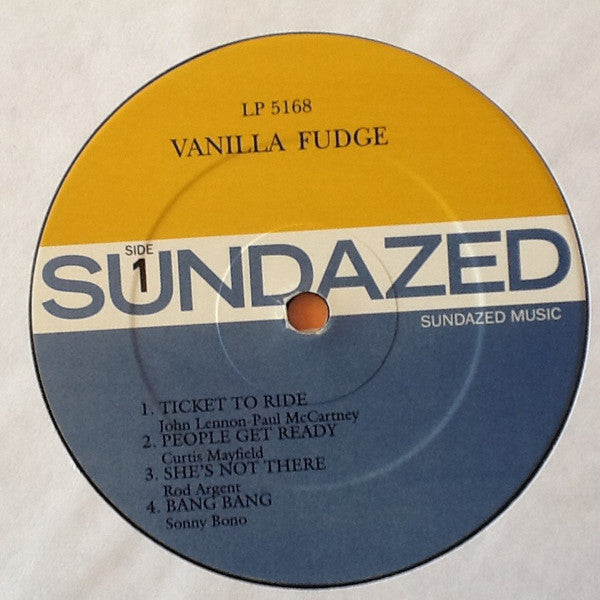 LP 5168
VANILLA FUDGE
SIDE
1
SUNDAZED
SUNDAZED MUSIC
1. TICKET TO RIDE
John Lennon-Paul McCartney
2. PEOPLE GET READY
Curtis Mayfield
3. SHE'S NOT THERE
Rod Argent
4. BANG BANG
Sonny Bono